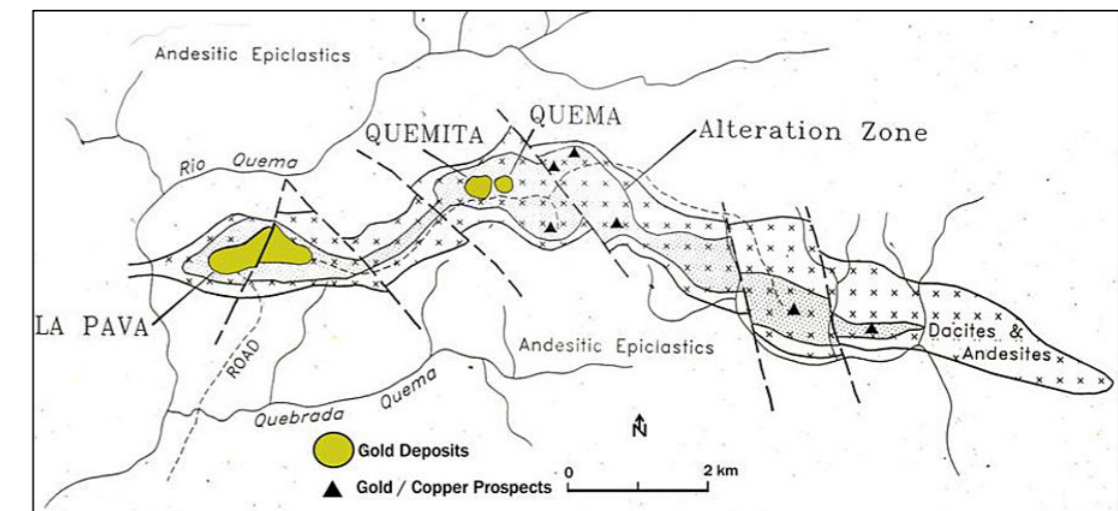 Andesitic Epiclastics
QUEMA
QUEMITA
Alteration Zone
Rio Quema
LA PAVA
ROAD
Andesitic Epiclastics
Dacites &
Andesites
Quebrada Quema
N
Gold Deposits
0 2 km
Gold / Copper Prospects